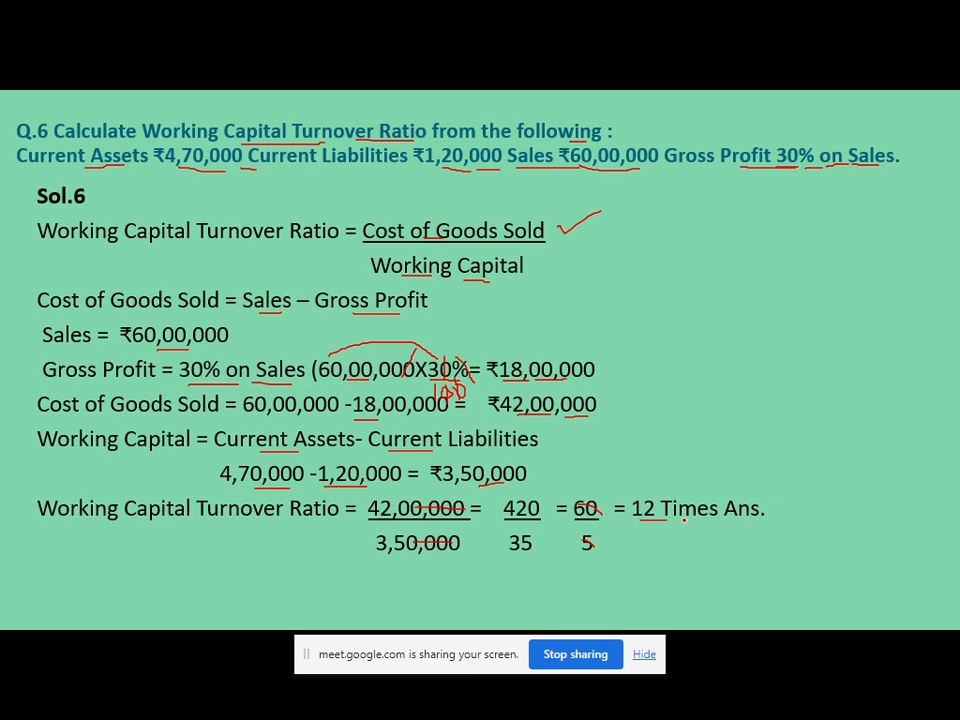 Q.6 Calculate Working Capital Turnover Ratio from the following :
Current Assets ₹4,70,000 Current Liabilities ₹1,20,000 Sales ₹60,00,000 Gross Profit 30% on Sales.
Sol.6
Working Capital Turnover Ratio = Cost of Goods Sold
Working Capital
Cost of Goods Sold = Sales – Gross Profit
Sales = ₹60,00,000
Gross Profit = 30% on Sales (60,00,000X30%= ₹18,00,000
100
Cost of Goods Sold = 60,00,000 -18,00,000 = ₹42,00,000
Working Capital = Current Assets- Current Liabilities
4,70,000 -1,20,000 = ₹3,50,000
Working Capital Turnover Ratio = 42,00,000 = 420 = 60 = 12 Times Ans.
3,50,000 35 5
meet.google.com is sharing your screen. Stop sharing Hide